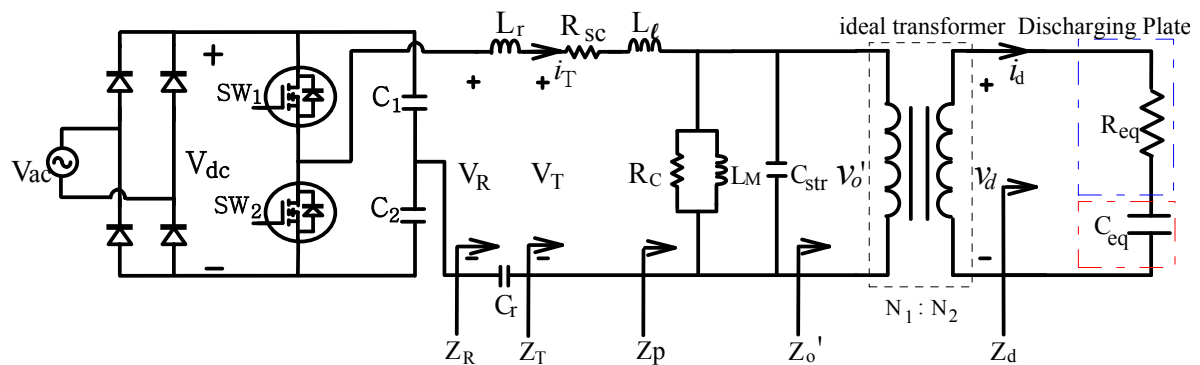 ideal transformer Discharging Plate
L_r
R_sc
L_ℓ
i_T
i_d
+
+
+
+
SW_1
C_1
R_eq
V_ac
V_dc
V_R
V_T
R_C
L_M
C_str
v_o'
v_d
SW_2
C_2
C_eq
−
−
−
−
C_r
N_1 : N_2
Z_R
Z_T
Zp
Z_o'
Z_d